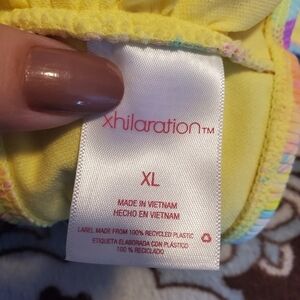 xhilaration™
XL
MADE IN VIETNAM
HECHO EN VIETNAM
LABEL MADE FROM 100% RECYCLED PLASTIC
ETIQUETA ELABORADA CON PLÁSTICO
100 % RECICLADO